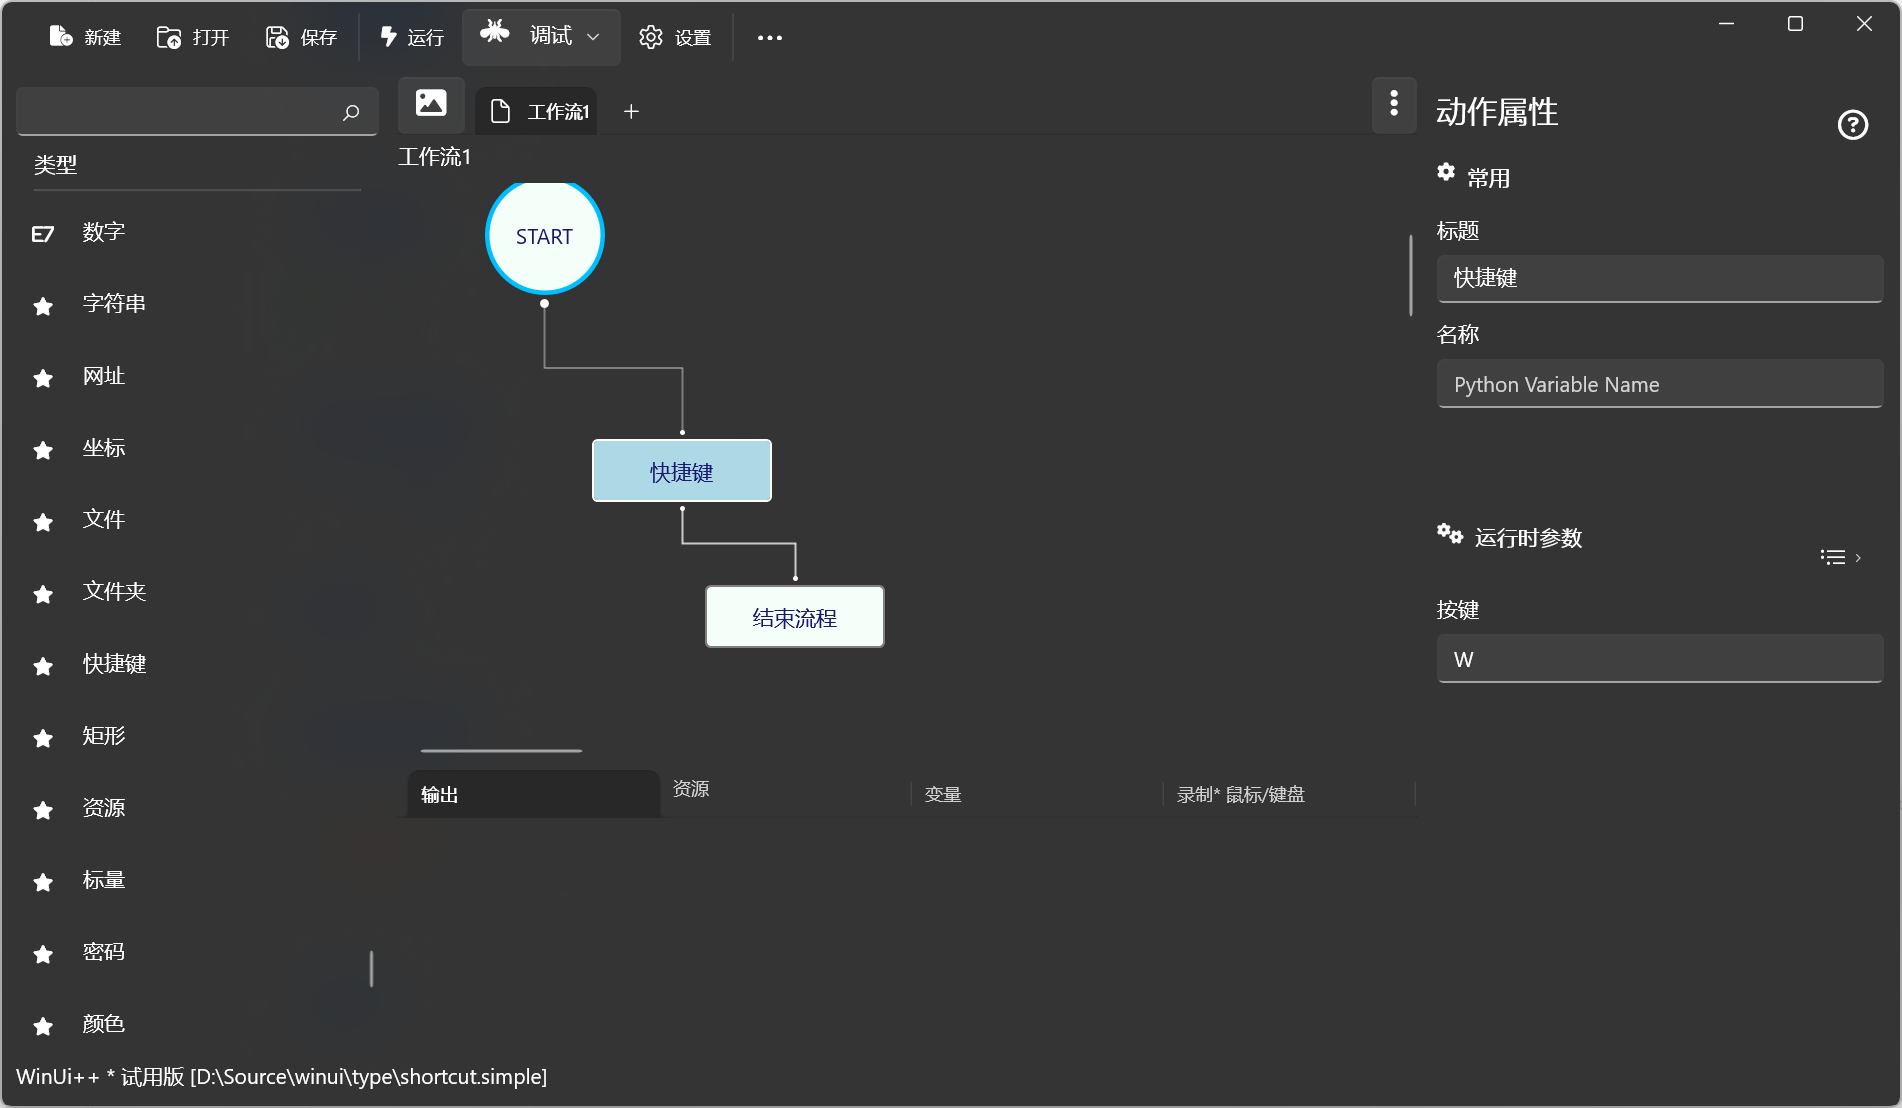 新建 打开 保存 运行 调试 设置
工作流1
工作流1
类型
数字
字符串
网址
坐标
文件
文件夹
快捷键
矩形
资源
标量
密码
颜色
START
快捷键
结束流程
输出 资源 变量 录制* 鼠标/键盘
动作属性
常用
标题
快捷键
名称
Python Variable Name
运行时参数
按键
W
WinUi++ * 试用版 [D:\Source\winui\type\shortcut.simple]